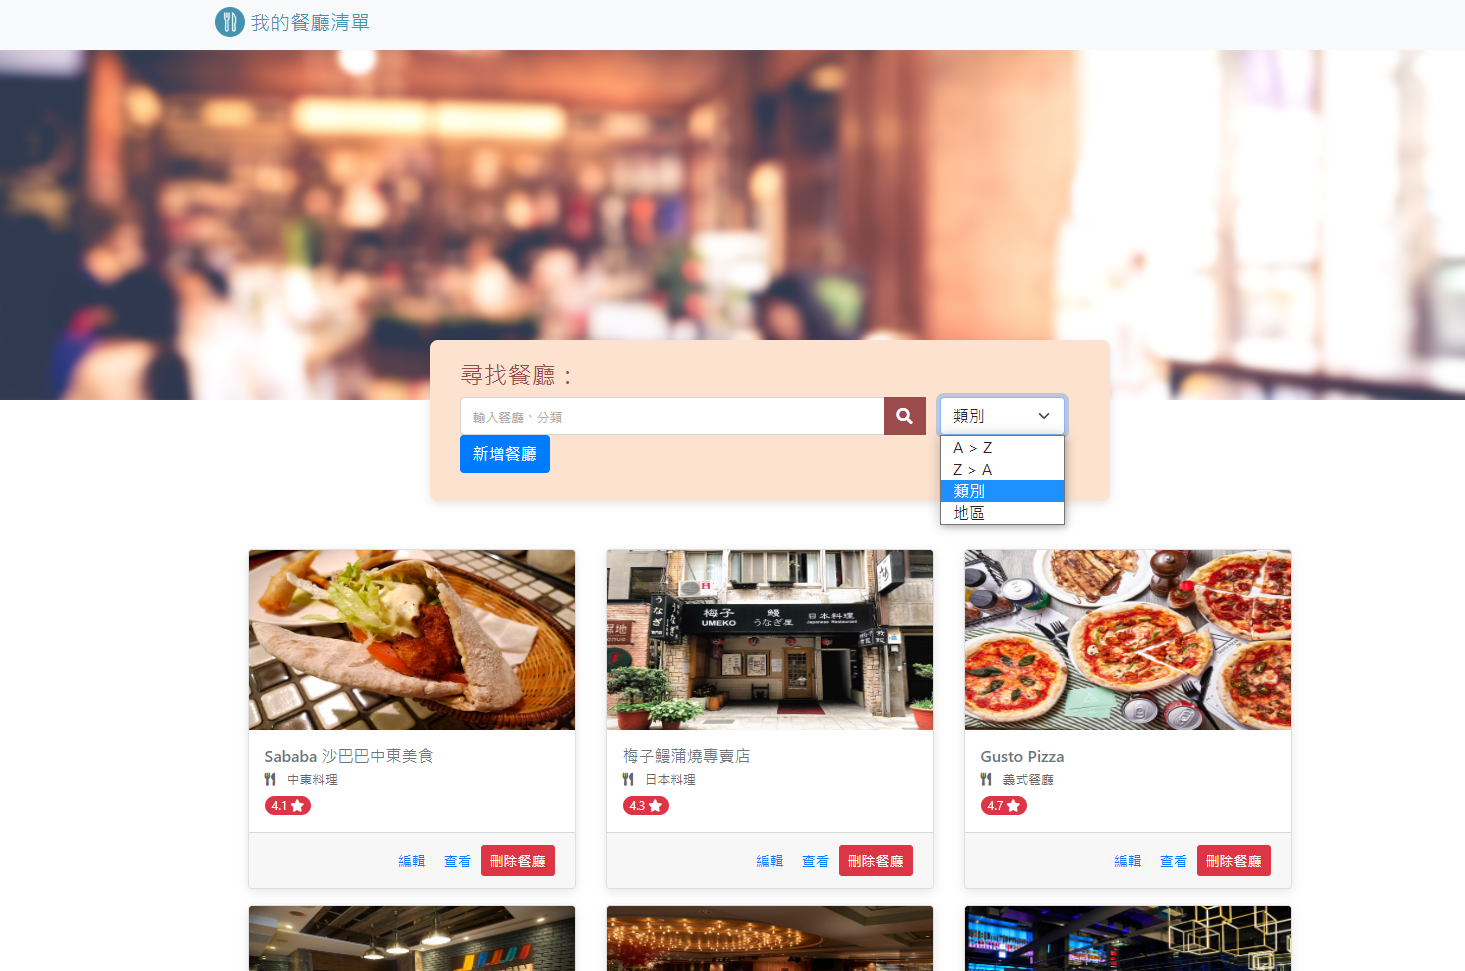 我的餐廳清單
尋找餐廳：
輸入餐廳、分類
類別
新增餐廳
A > Z
Z > A
類別
地區
梅子 鰻 日本料理
UMEKO うなぎ屋 Japanese Restaurant
うなぎ
Sababa 沙巴巴中東美食
中東料理
4.1
編輯 查看 刪除餐廳
梅子鰻蒲燒專賣店
日本料理
4.3
編輯 查看 刪除餐廳
Gusto Pizza
義式餐廳
4.7
編輯 查看 刪除餐廳